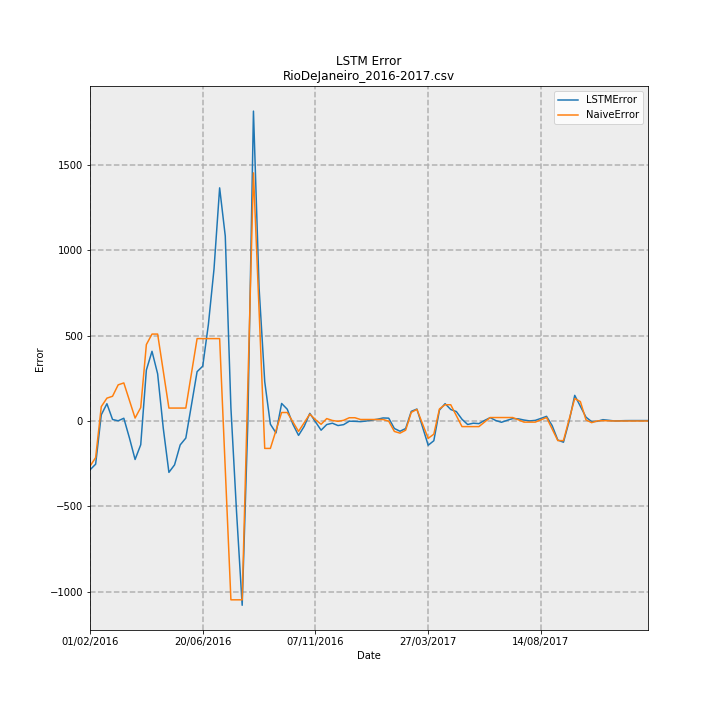 LSTM Error
RioDeJaneiro_2016-2017.csv
LSTMError
NaiveError
1500
1000
500
0
−500
−1000
Error
01/02/2016 20/06/2016 07/11/2016 27/03/2017 14/08/2017
Date